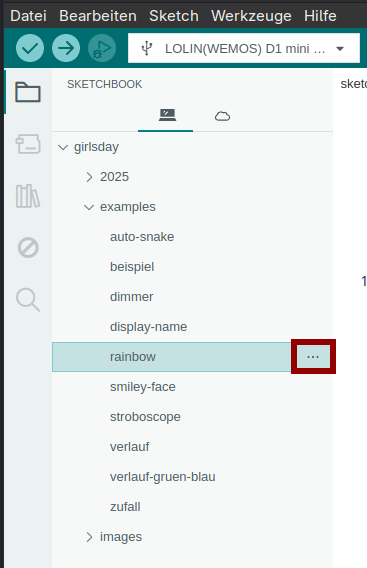 Datei Bearbeiten Sketch Werkzeuge Hilfe
LOLIN(WEMOS) D1 mini ...
SKETCHBOOK
sketc
girlsday
2025
examples
auto-snake
beispiel
1
dimmer
display-name
rainbow ...
smiley-face
stroboscope
verlauf
verlauf-gruen-blau
zufall
images